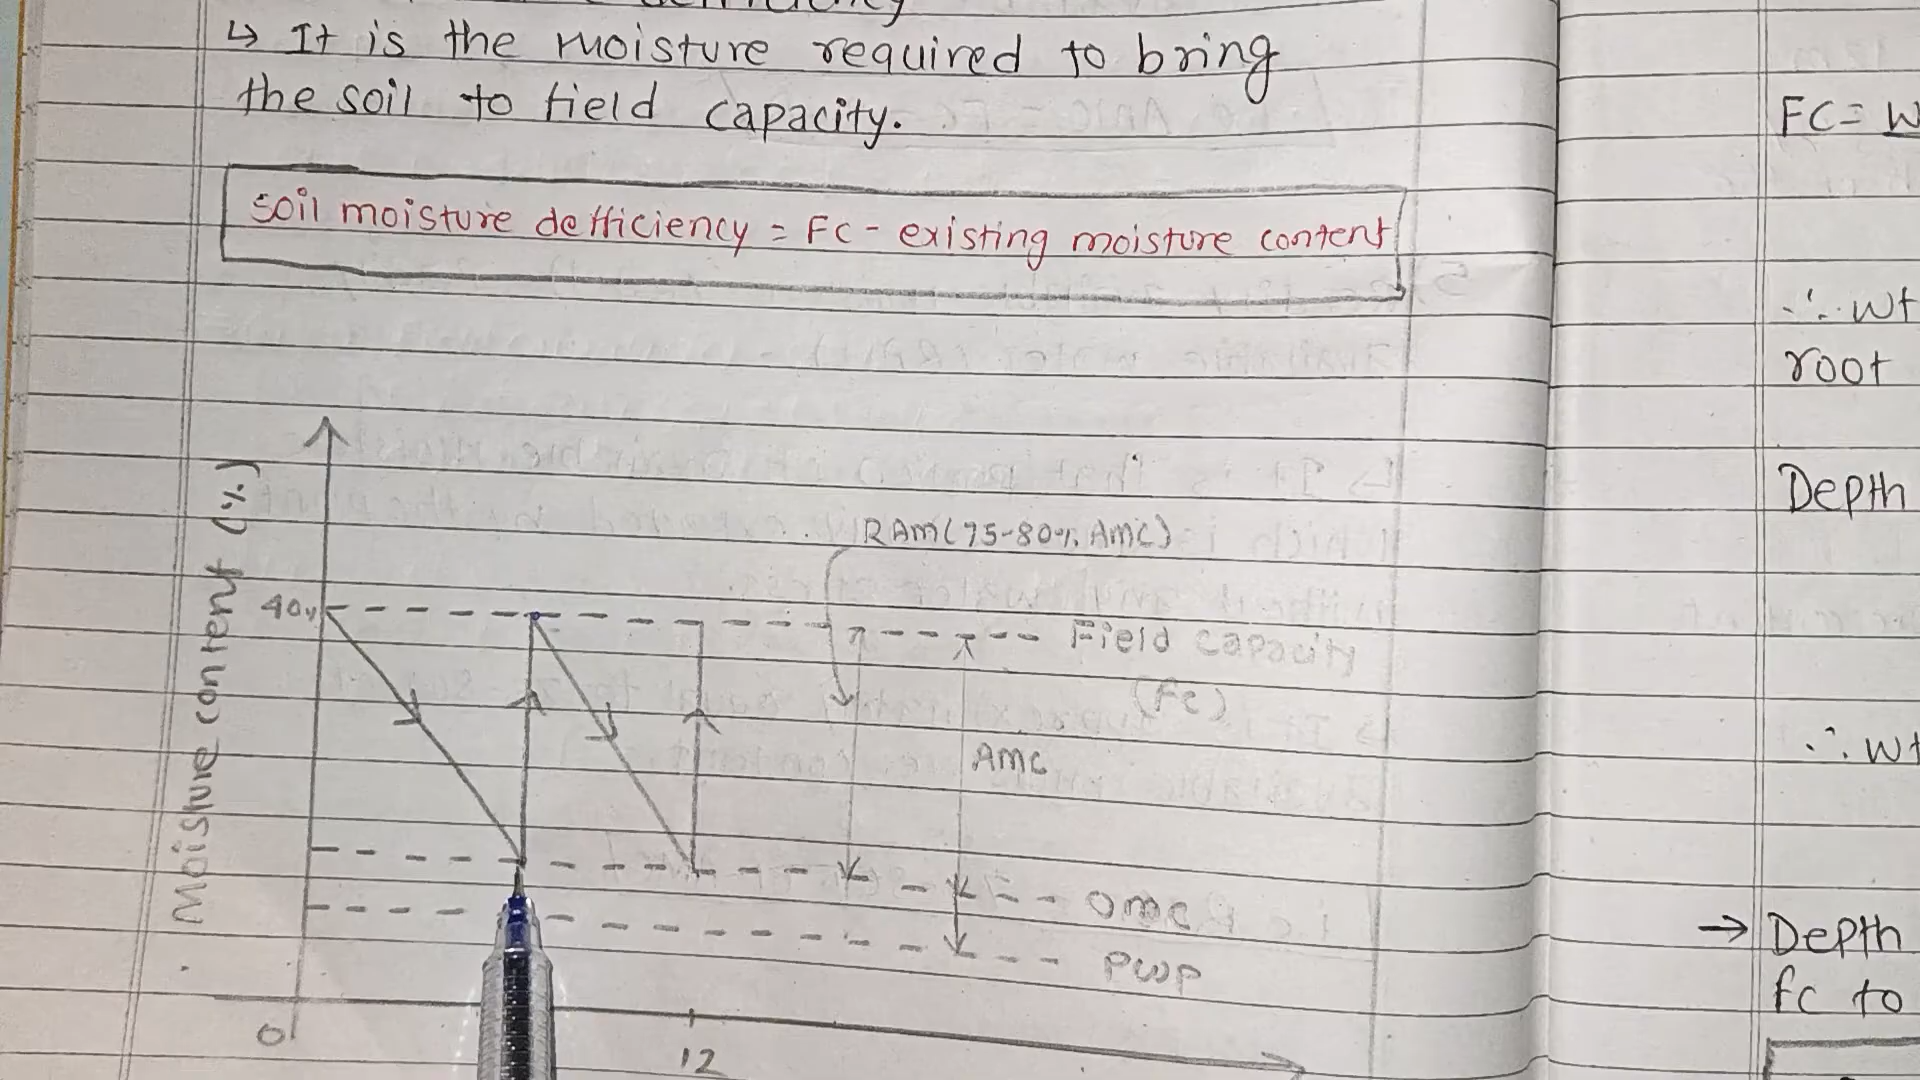 ↳ It is the moisture required to bring
the soil to field capacity.
soil moisture defficiency = FC - existing moisture content
Moisture content (%)
RAM (75-80% AMC)
40%
Field capacity
(FC)
AMC
OMC
PWP
0
12
FC = W
∴ wt
root
Depth
∴ wt
→ Depth
fc to